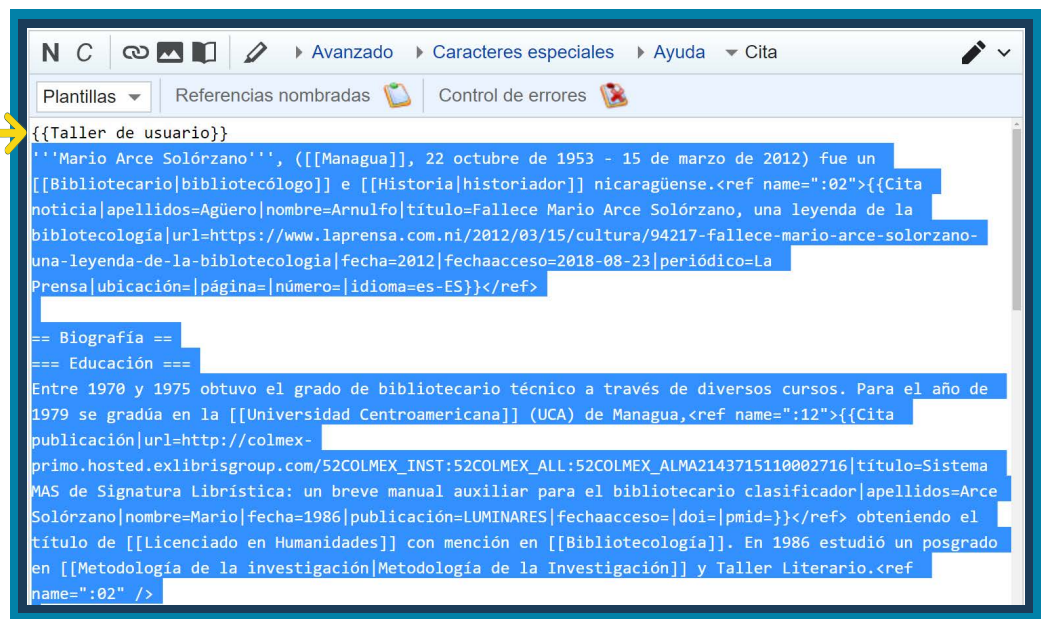 N C Avanzado Caracteres especiales Ayuda Cita
Plantillas Referencias nombradas Control de errores
{{Taller de usuario}}
'''Mario Arce Solórzano''', ([[Managua]], 22 octubre de 1953 - 15 de marzo de 2012) fue un
[[Bibliotecario|bibliotecólogo]] e [[Historia|historiador]] nicaragüense.<ref name=":02">{{Cita
noticia|apellidos=Agüero|nombre=Arnulfo|título=Fallece Mario Arce Solórzano, una leyenda de la
biblotecología|url=https://www.laprensa.com.ni/2012/03/15/cultura/94217-fallece-mario-arce-solorzano-
una-leyenda-de-la-biblotecologia|fecha=2012|fechaacceso=2018-08-23|periódico=La
Prensa|ubicación=|página=|número=|idioma=es-ES}}</ref>
== Biografía ==
=== Educación ===
Entre 1970 y 1975 obtuvo el grado de bibliotecario técnico a través de diversos cursos. Para el año de
1979 se gradúa en la [[Universidad Centroamericana]] (UCA) de Managua,<ref name=":12">{{Cita
publicación|url=http://colmex-
primo.hosted.exlibrisgroup.com/52COLMEX_INST:52COLMEX_ALL:52COLMEX_ALMA2143715110002716|título=Sistema
MAS de Signatura Librística: un breve manual auxiliar para el bibliotecario clasificador|apellidos=Arce
Solórzano|nombre=Mario|fecha=1986|publicación=LUMINARES|fechaacceso=|doi=|pmid=}}</ref> obteniendo el
título de [[Licenciado en Humanidades]] con mención en [[Bibliotecología]]. En 1986 estudió un posgrado
en [[Metodología de la investigación|Metodología de la Investigación]] y Taller Literario.<ref
name=":02" />